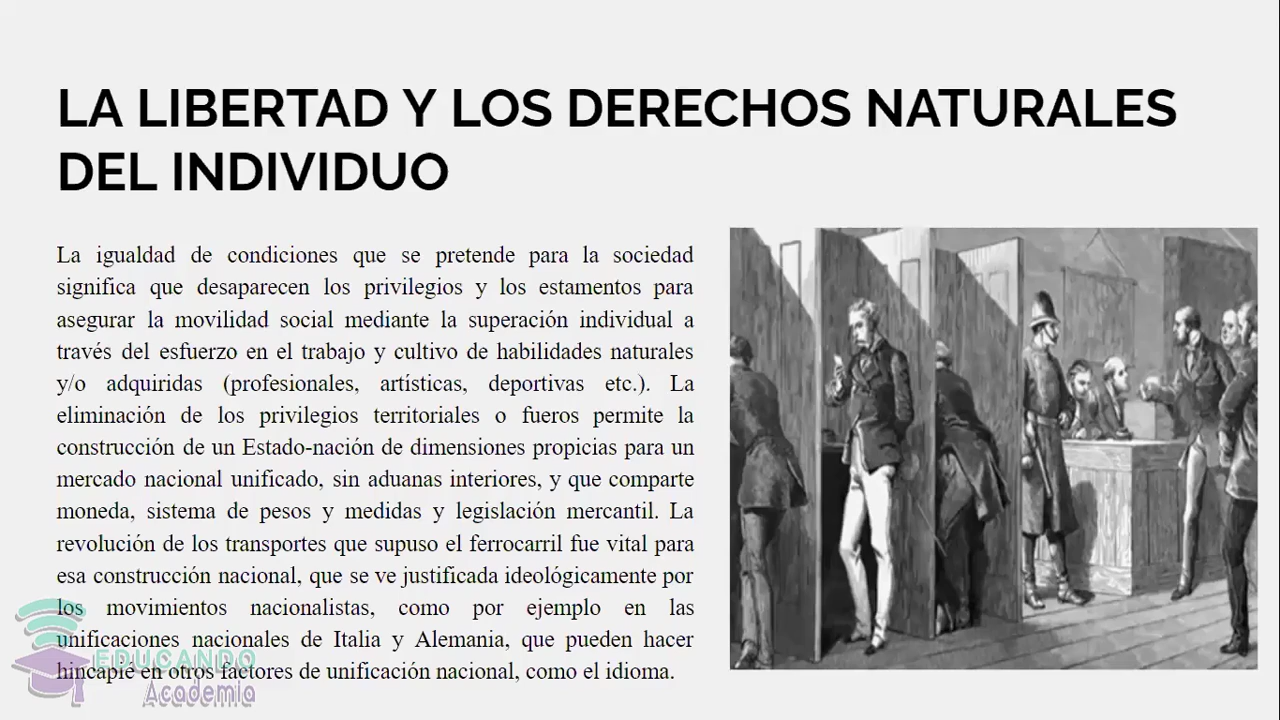 LA LIBERTAD Y LOS DERECHOS NATURALES
DEL INDIVIDUO
La igualdad de condiciones que se pretende para la sociedad
significa que desaparecen los privilegios y los estamentos para
asegurar la movilidad social mediante la superación individual a
través del esfuerzo en el trabajo y cultivo de habilidades naturales
y/o adquiridas (profesionales, artísticas, deportivas etc.). La
eliminación de los privilegios territoriales o fueros permite la
construcción de un Estado-nación de dimensiones propicias para un
mercado nacional unificado, sin aduanas interiores, y que comparte
moneda, sistema de pesos y medidas y legislación mercantil. La
revolución de los transportes que supuso el ferrocarril fue vital para
esa construcción nacional, que se ve justificada ideológicamente por
los movimientos nacionalistas, como por ejemplo en las
unificaciones nacionales de Italia y Alemania, que pueden hacer
hincapié en otros factores de unificación nacional, como el idioma.
EDUCANDO
Academia